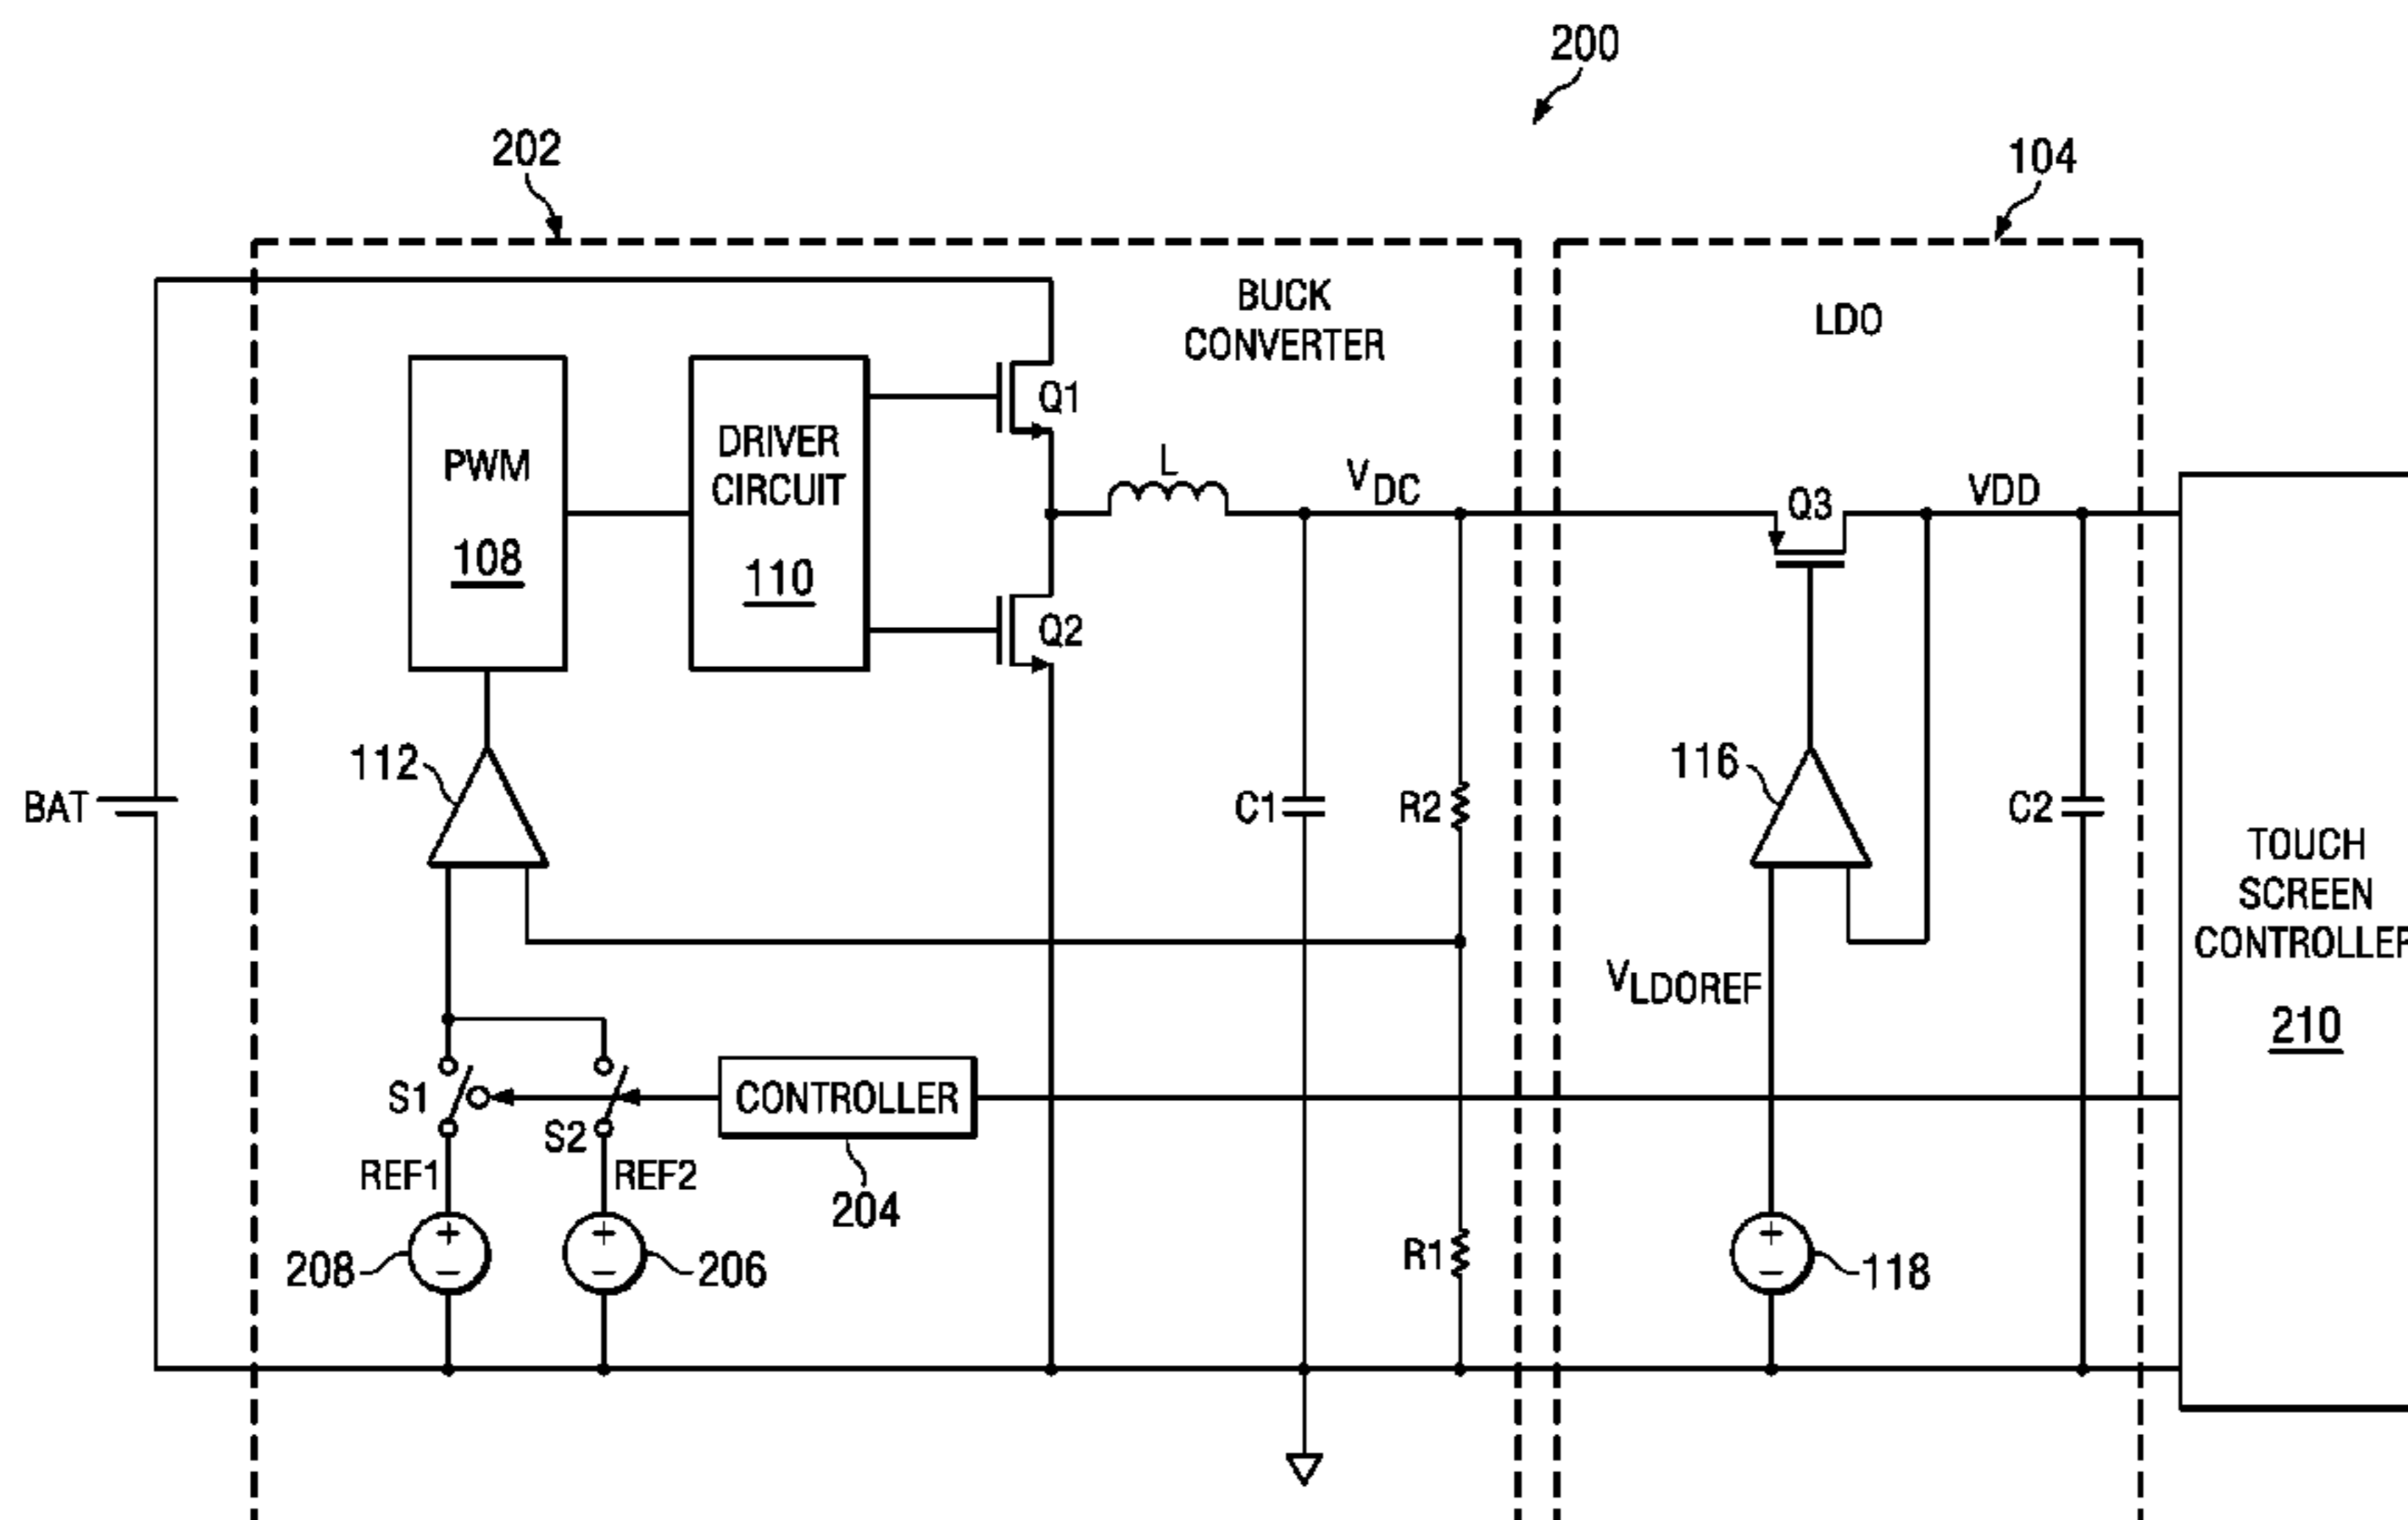 200
202
104
BUCK
CONVERTER
LDO
PWM
108
DRIVER
CIRCUIT
110
Q1
L
VDC
Q3
VDD
Q2
112
116
BAT
C1
R2
C2
TOUCH
SCREEN
CONTROLLER
210
VLDOREF
S1
S2
CONTROLLER
REF1
REF2
204
208
+
−
+
−
206
R1
+
−
118